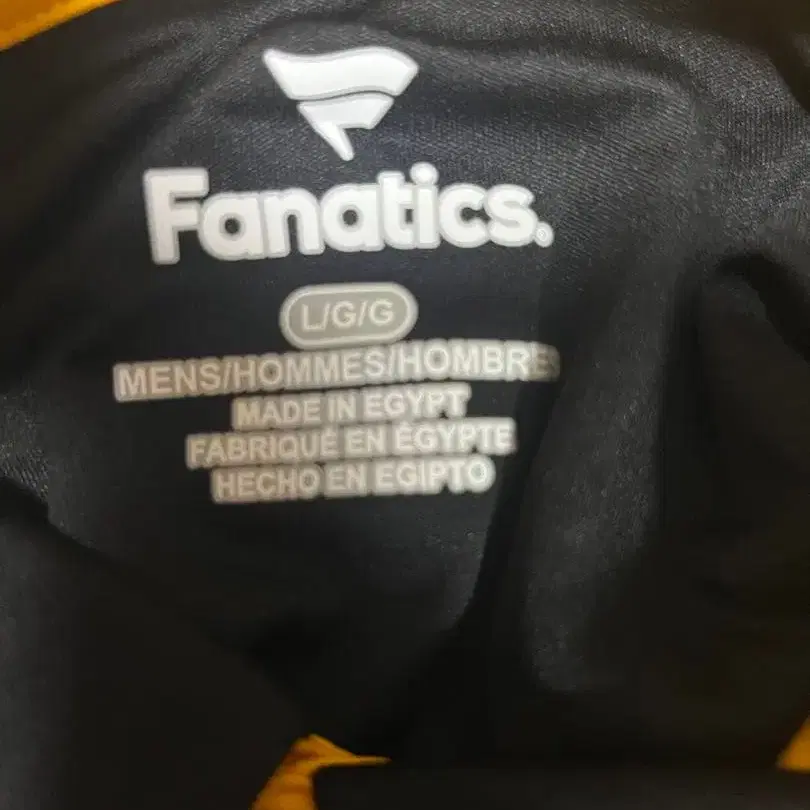 Fanatics.
L/G/G
MENS/HOMMES/HOMBRES
MADE IN EGYPT
FABRIQUÉ EN ÉGYPTE
HECHO EN EGIPTO